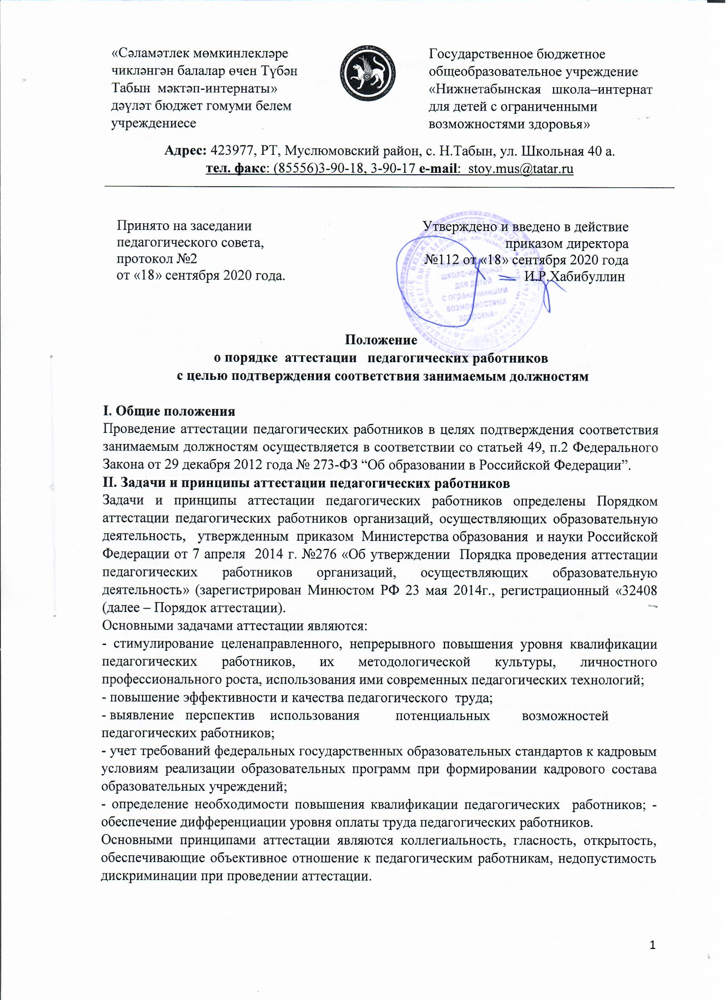 «Сәламәтлек мөмкинлекләре
чикләнгән балалар өчен Түбән
Табын мәктәп-интернаты»
дәүләт бюджет гомуми белем
учреждениесе
Государственное бюджетное
общеобразовательное учреждение
«Нижнетабынская школа–интернат
для детей с ограниченными
возможностями здоровья»
Адрес: 423977, РТ, Муслюмовский район, с. Н.Табын, ул. Школьная 40 а.
тел. факс: (85556)3-90-18, 3-90-17 e-mail: stoy.mus@tatar.ru
Принято на заседании
педагогического совета,
протокол №2
от «18» сентября 2020 года.
Утверждено и введено в действие
приказом директора
№112 от «18» сентября 2020 года
И.Р.Хабибуллин
школа-интернат
для детей
с ограниченными
возможностями
здоровья»
Положение
о порядке аттестации педагогических работников
с целью подтверждения соответствия занимаемым должностям
I. Общие положения
Проведение аттестации педагогических работников в целях подтверждения соответствия
занимаемым должностям осуществляется в соответствии со статьей 49, п.2 Федерального
Закона от 29 декабря 2012 года № 273-ФЗ “Об образовании в Российской Федерации”.
II. Задачи и принципы аттестации педагогических работников
Задачи и принципы аттестации педагогических работников определены Порядком
аттестации педагогических работников организаций, осуществляющих образовательную
деятельность, утвержденным приказом Министерства образования и науки Российской
Федерации от 7 апреля 2014 г. №276 «Об утверждении Порядка проведения аттестации
педагогических работников организаций, осуществляющих образовательную
деятельность» (зарегистрирован Минюстом РФ 23 мая 2014г., регистрационный «32408
(далее – Порядок аттестации).
Основными задачами аттестации являются:
- стимулирование целенаправленного, непрерывного повышения уровня квалификации
педагогических работников, их методологической культуры, личностного
профессионального роста, использования ими современных педагогических технологий;
- повышение эффективности и качества педагогического труда;
- выявление перспектив использования потенциальных возможностей
педагогических работников;
- учет требований федеральных государственных образовательных стандартов к кадровым
условиям реализации образовательных программ при формировании кадрового состава
образовательных учреждений;
- определение необходимости повышения квалификации педагогических работников; -
обеспечение дифференциации уровня оплаты труда педагогических работников.
Основными принципами аттестации являются коллегиальность, гласность, открытость,
обеспечивающие объективное отношение к педагогическим работникам, недопустимость
дискриминации при проведении аттестации.
1